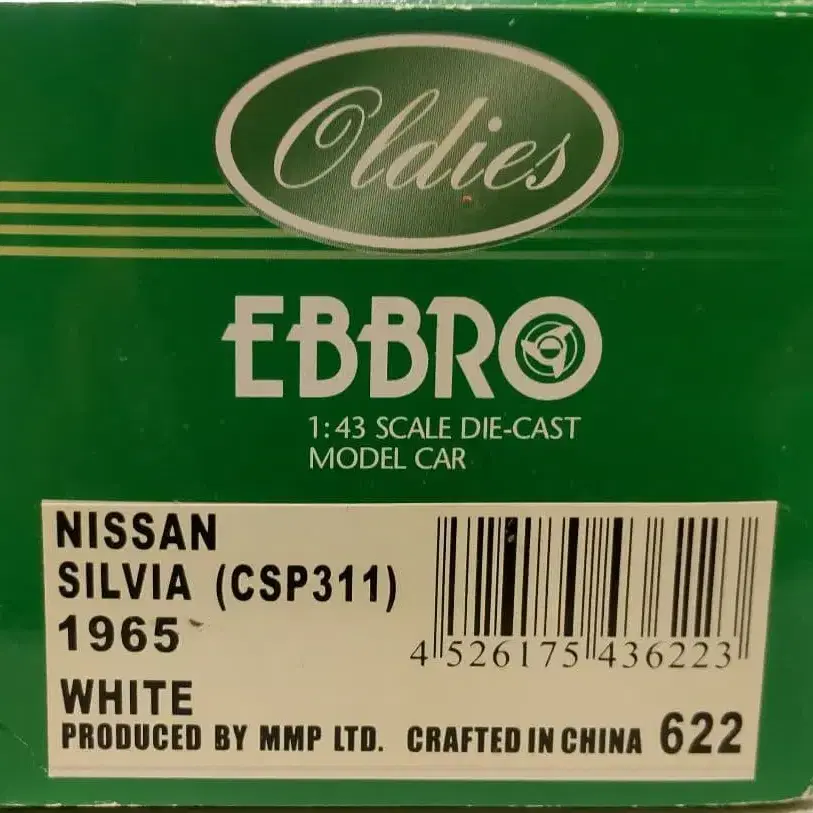 Oldies
EBBRO
1:43 SCALE DIE-CAST
MODEL CAR
NISSAN
SILVIA (CSP311)
1965
4 526175 436223
WHITE
PRODUCED BY MMP LTD. CRAFTED IN CHINA 622